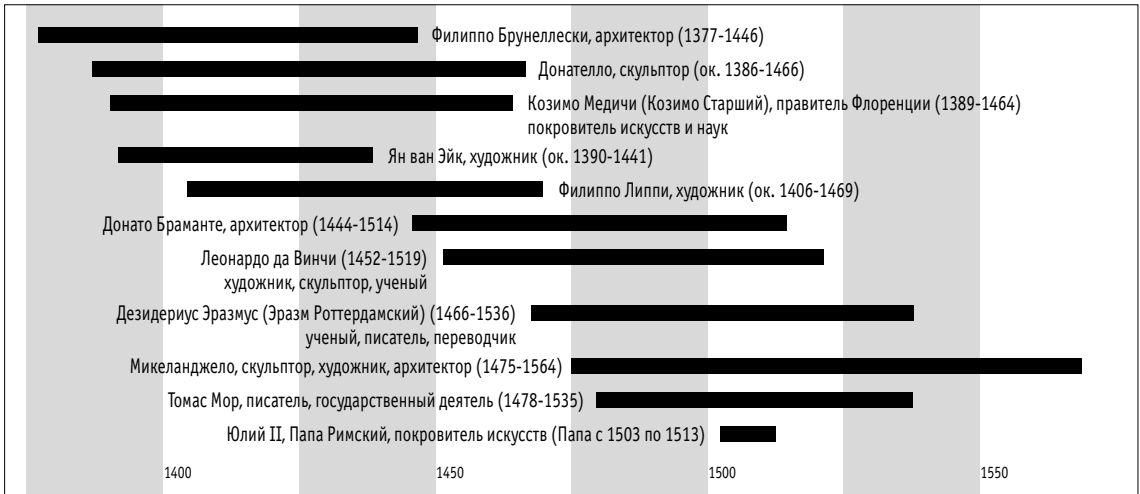 Филиппо Брунеллески, архитектор (1377-1446)
Донателло, скульптор (ок. 1386-1466)
Козимо Медичи (Козимо Старший), правитель Флоренции (1389-1464)
покровитель искусств и наук
Ян ван Эйк, художник (ок. 1390-1441)
Филиппо Липпи, художник (ок. 1406-1469)
Донато Браманте, архитектор (1444-1514)
Леонардо да Винчи (1452-1519)
художник, скульптор, ученый
Дезидериус Эразмус (Эразм Роттердамский) (1466-1536)
ученый, писатель, переводчик
Микеланджело, скульптор, художник, архитектор (1475-1564)
Томас Мор, писатель, государственный деятель (1478-1535)
Юлий II, Папа Римский, покровитель искусств (Папа с 1503 по 1513)
1400 1450 1500 1550